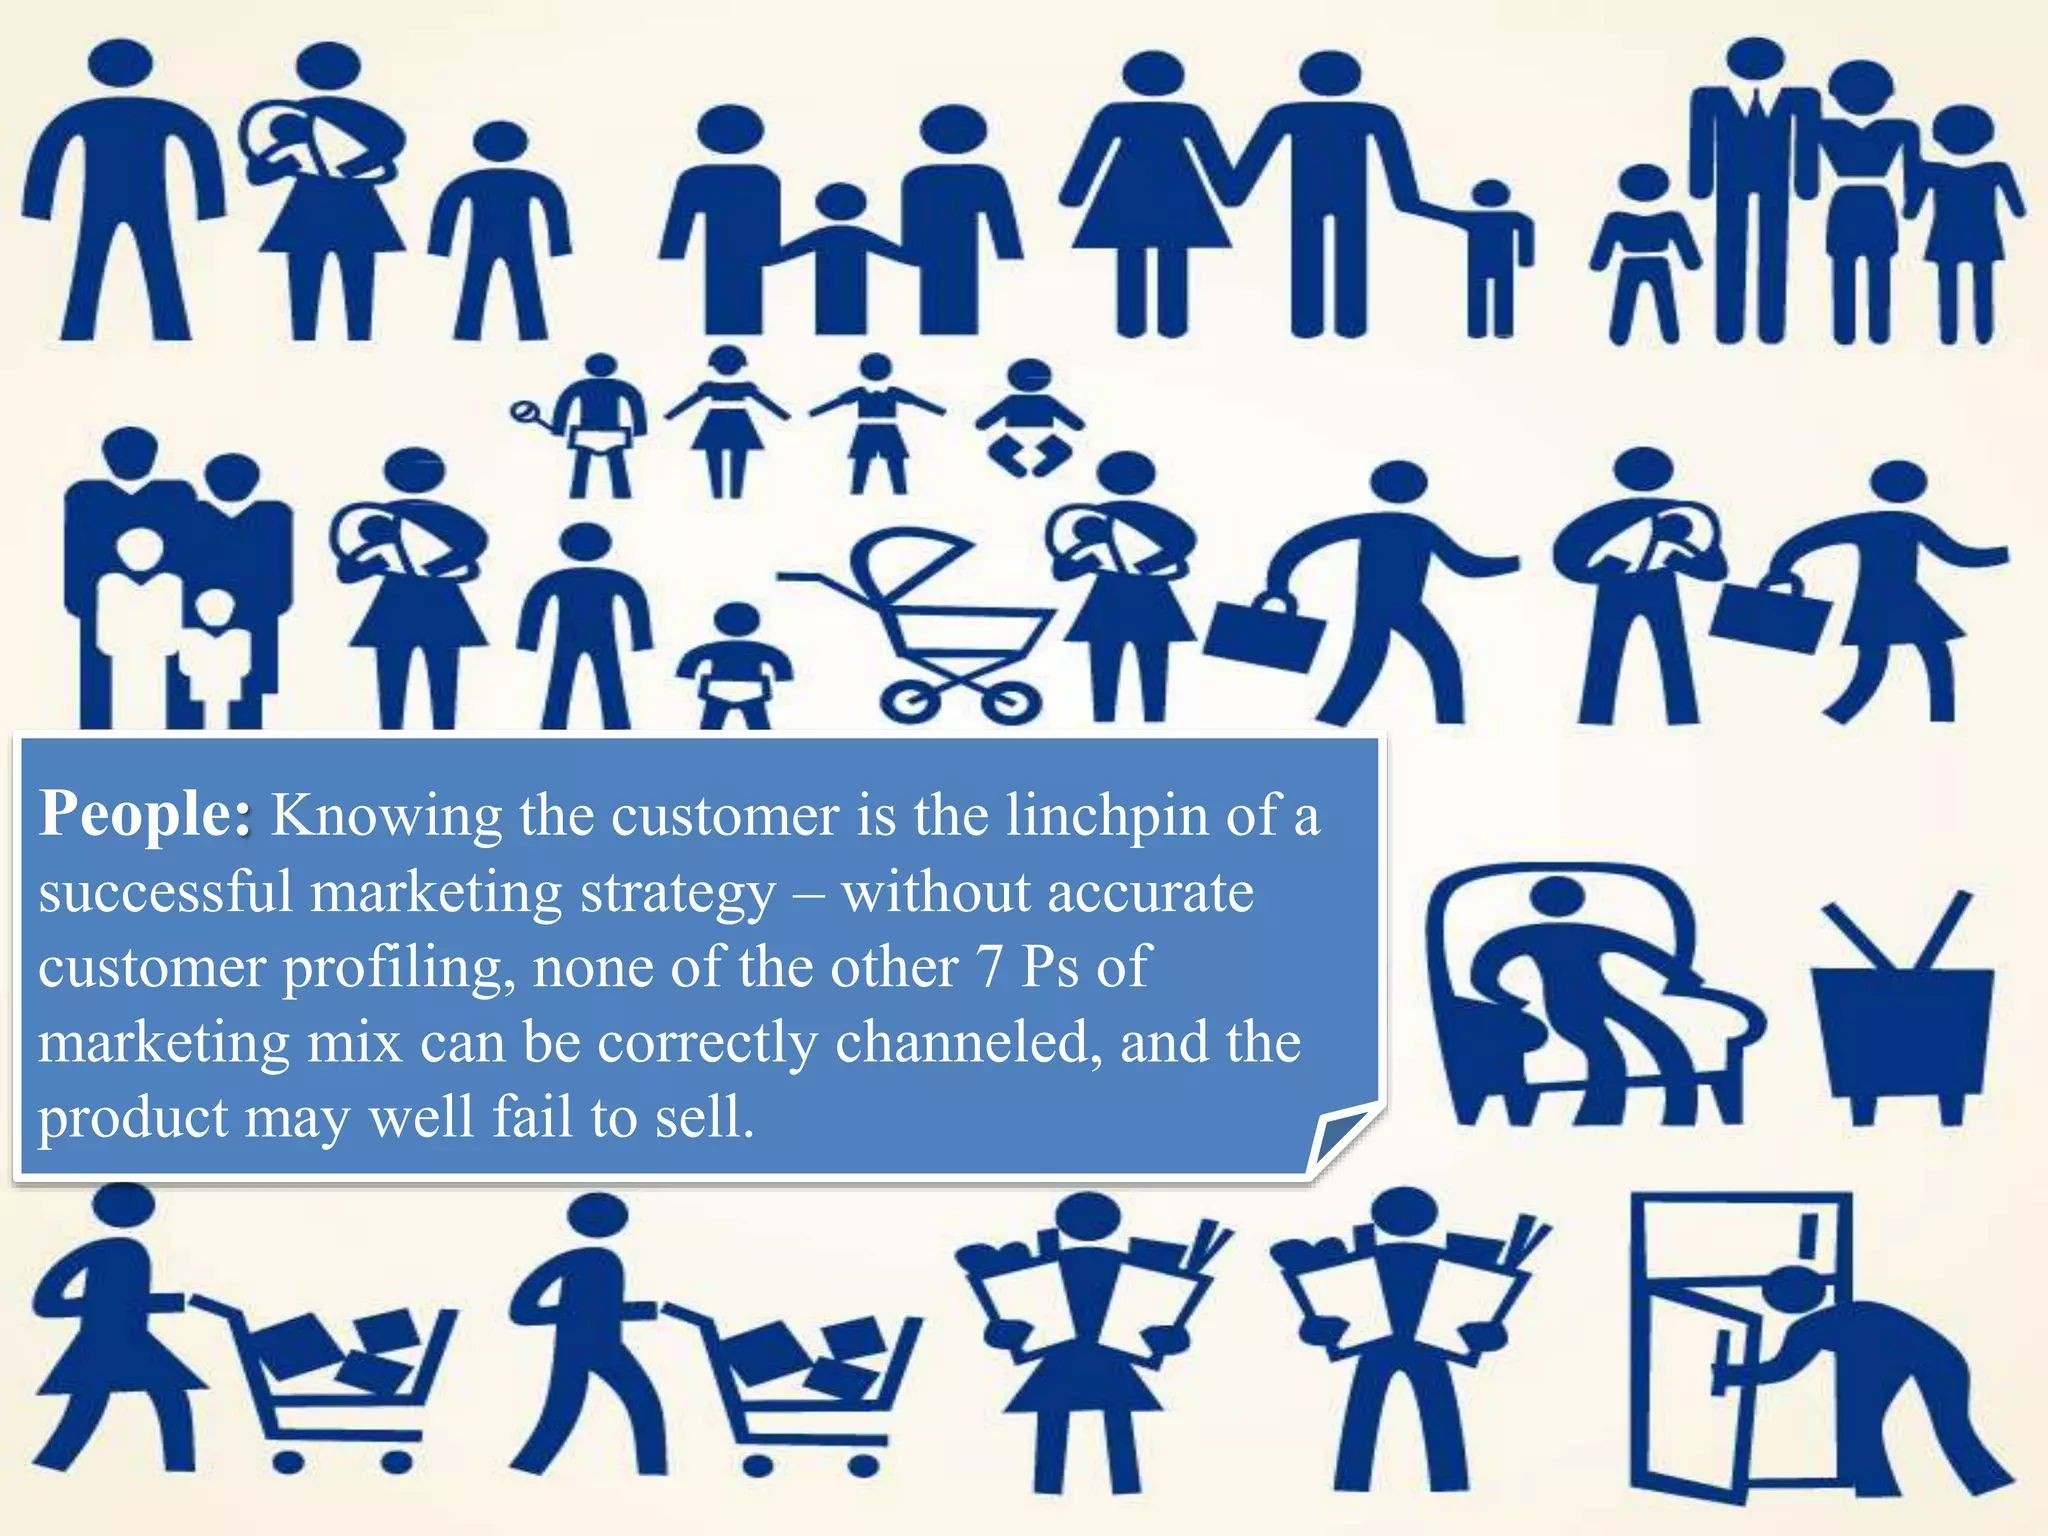 People: Knowing the customer is the linchpin of a
successful marketing strategy – without accurate
customer profiling, none of the other 7 Ps of
marketing mix can be correctly channeled, and the
product may well fail to sell.